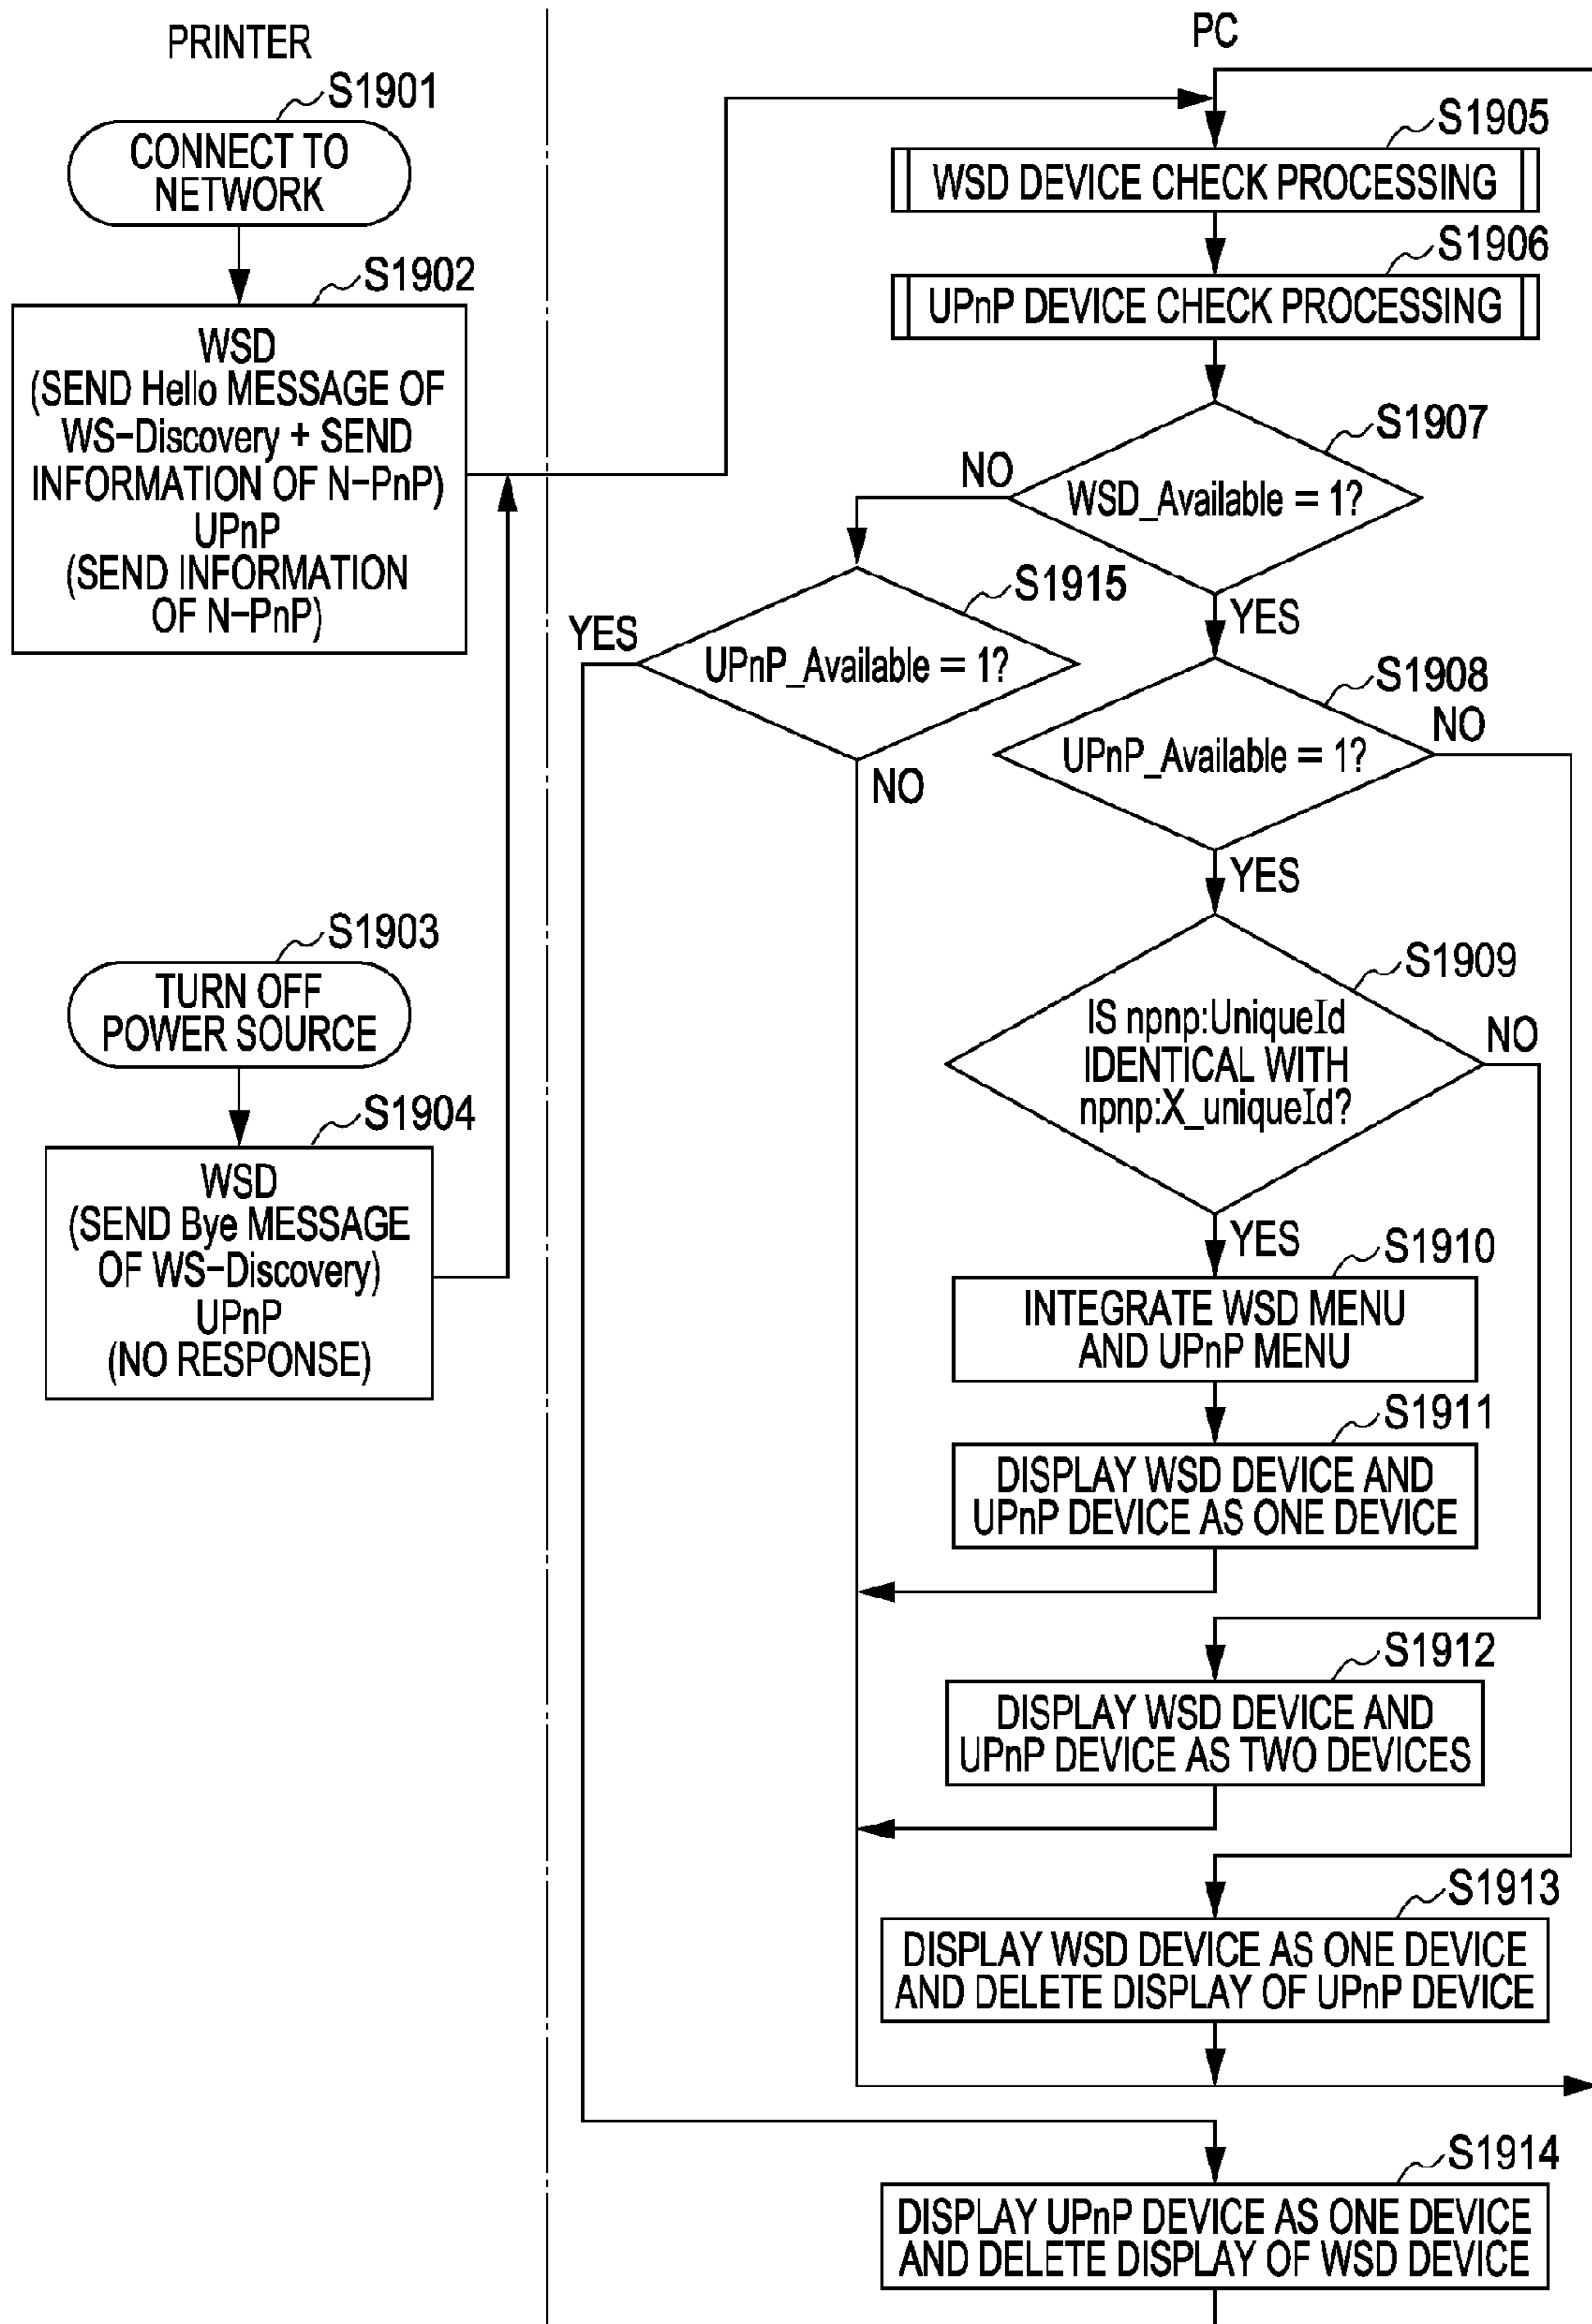 PRINTER
S1901
CONNECT TO
NETWORK
S1902
WSD
(SEND Hello MESSAGE OF
WS-Discovery + SEND
INFORMATION OF N-PnP)
UPnP
(SEND INFORMATION
OF N-PnP)
S1903
TURN OFF
POWER SOURCE
S1904
WSD
(SEND Bye MESSAGE
OF WS-Discovery)
UPnP
(NO RESPONSE)
PC
S1905
WSD DEVICE CHECK PROCESSING
S1906
UPnP DEVICE CHECK PROCESSING
S1907
WSD_Available = 1?
NO
YES
S1915
UPnP_Available = 1?
YES
NO
S1908
UPnP_Available = 1?
NO
YES
S1909
IS npnp:UniqueId
IDENTICAL WITH
npnp:X_uniqueId?
NO
YES
S1910
INTEGRATE WSD MENU
AND UPnP MENU
S1911
DISPLAY WSD DEVICE AND
UPnP DEVICE AS ONE DEVICE
S1912
DISPLAY WSD DEVICE AND
UPnP DEVICE AS TWO DEVICES
S1913
DISPLAY WSD DEVICE AS ONE DEVICE
AND DELETE DISPLAY OF UPnP DEVICE
S1914
DISPLAY UPnP DEVICE AS ONE DEVICE
AND DELETE DISPLAY OF WSD DEVICE